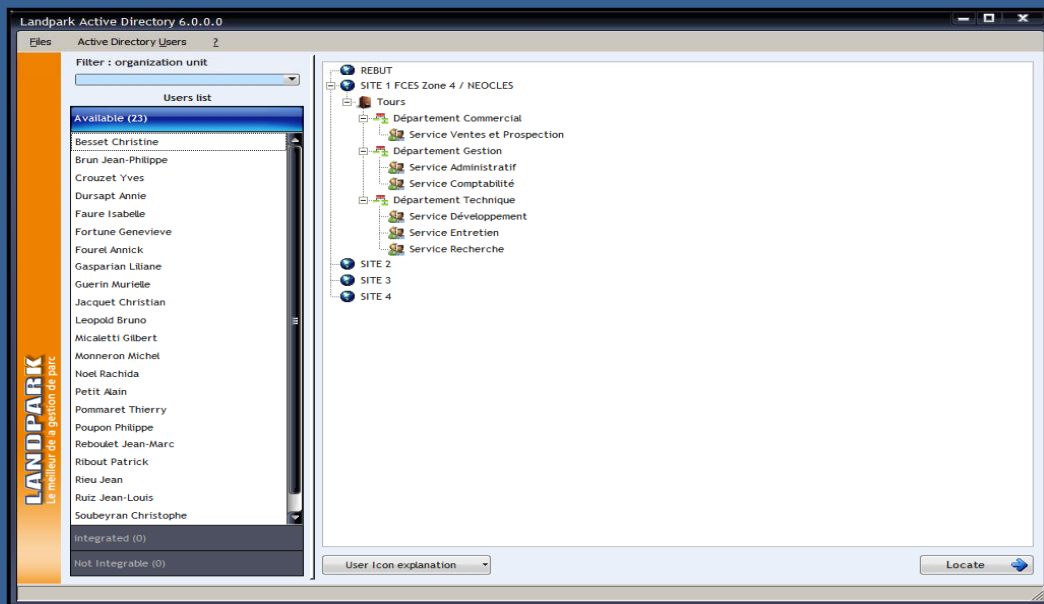 Landpark Active Directory 6.0.0.0
Files Active Directory Users ?
Filter : organization unit
Users list
Available (23)
Besset Christine
Brun Jean-Philippe
Crouzet Yves
Dursapt Annie
Faure Isabelle
Fortune Genevieve
Fourel Annick
Gasparian Liliane
Guerin Murielle
Jacquet Christian
Leopold Bruno
Micaletti Gilbert
Monneron Michel
Noel Rachida
Petit Alain
Pommaret Thierry
Poupon Philippe
Reboulet Jean-Marc
Ribout Patrick
Rieu Jean
Ruiz Jean-Louis
Soubeyran Christophe
Integrated (0)
Not Integrable (0)
LANDPARK
Le meilleur de la gestion de parc
REBUT
SITE 1 FCES Zone 4 / NEOCLES
Tours
Département Commercial
Service Ventes et Prospection
Département Gestion
Service Administratif
Service Comptabilité
Département Technique
Service Développement
Service Entretien
Service Recherche
SITE 2
SITE 3
SITE 4
User Icon explanation
Locate